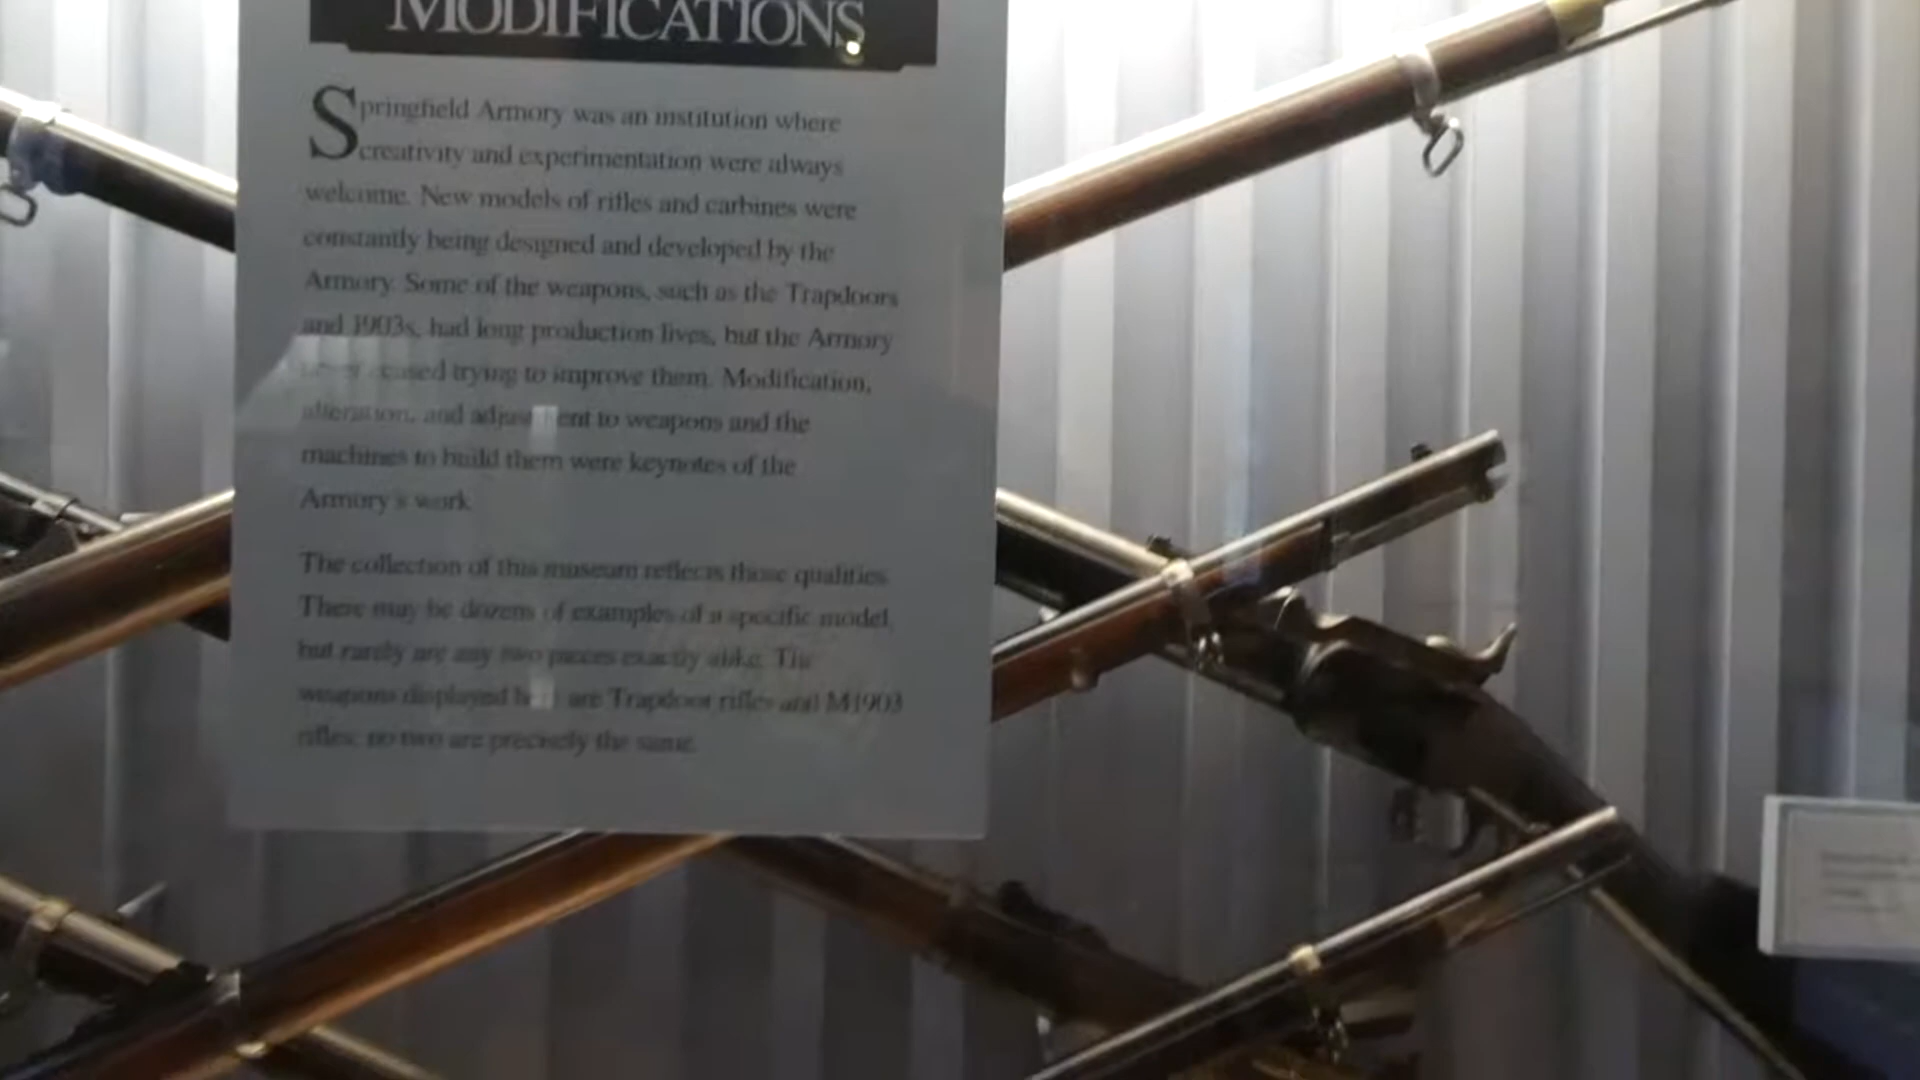 MODIFICATIONS
Springfield Armory was an institution where
creativity and experimentation were always
welcome. New models of rifles and carbines were
constantly being designed and developed by the
Armory. Some of the weapons, such as the Trapdoors
and 1903s, had long production lives, but the Armory
trying to improve them. Modification,
alteration, and adjustment to weapons and the
machines to build them were keynotes of the
Armory's work.
The collection of this museum reflects those qualities.
There may be dozens of examples of a specific model,
but rarely are any two pieces exactly alike. The
weapons displayed here are Trapdoor rifles and M1903
rifles; no two are precisely the same.